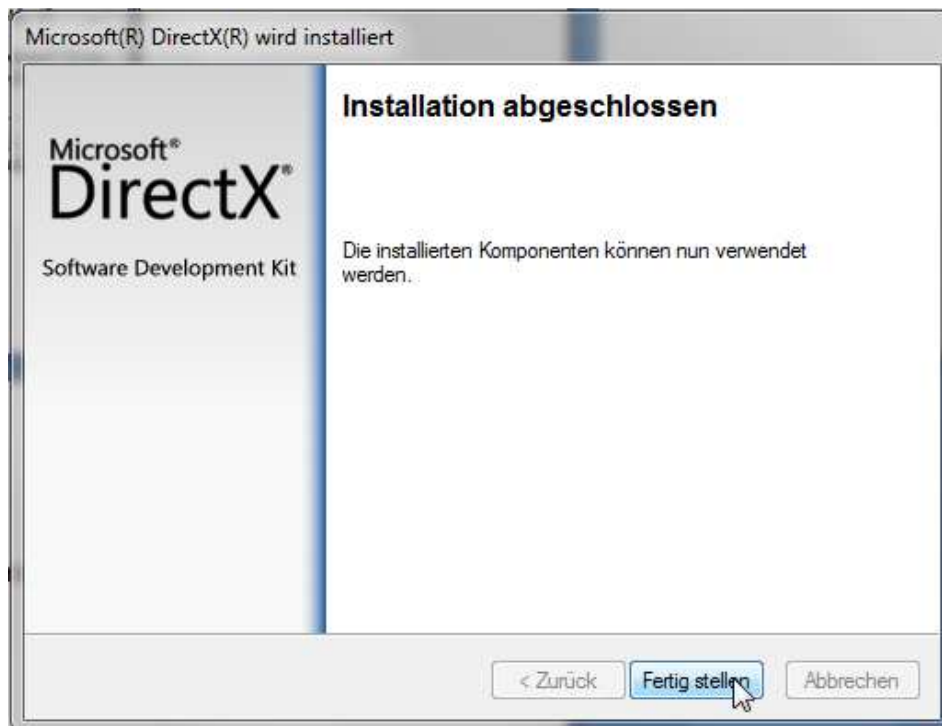 Microsoft(R) DirectX(R) wird installiert
Installation abgeschlossen
Microsoft®
DirectX®
Software Development Kit
Die installierten Komponenten können nun verwendet
werden.
< Zurück
Fertig stellen
Abbrechen